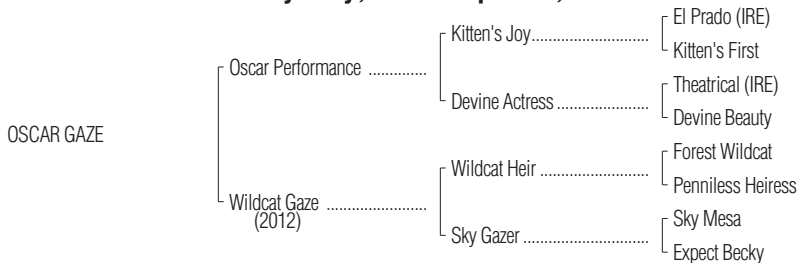 El Prado (IRE)
Kitten's Joy..............................
Kitten's First
Oscar Performance ..............
Theatrical (IRE)
Devine Actress ........................
Devine Beauty
OSCAR GAZE
Forest Wildcat
Wildcat Heir ............................
Penniless Heiress
Wildcat Gaze ..........................
(2012)
Sky Mesa
Sky Gazer ................................
Expect Becky